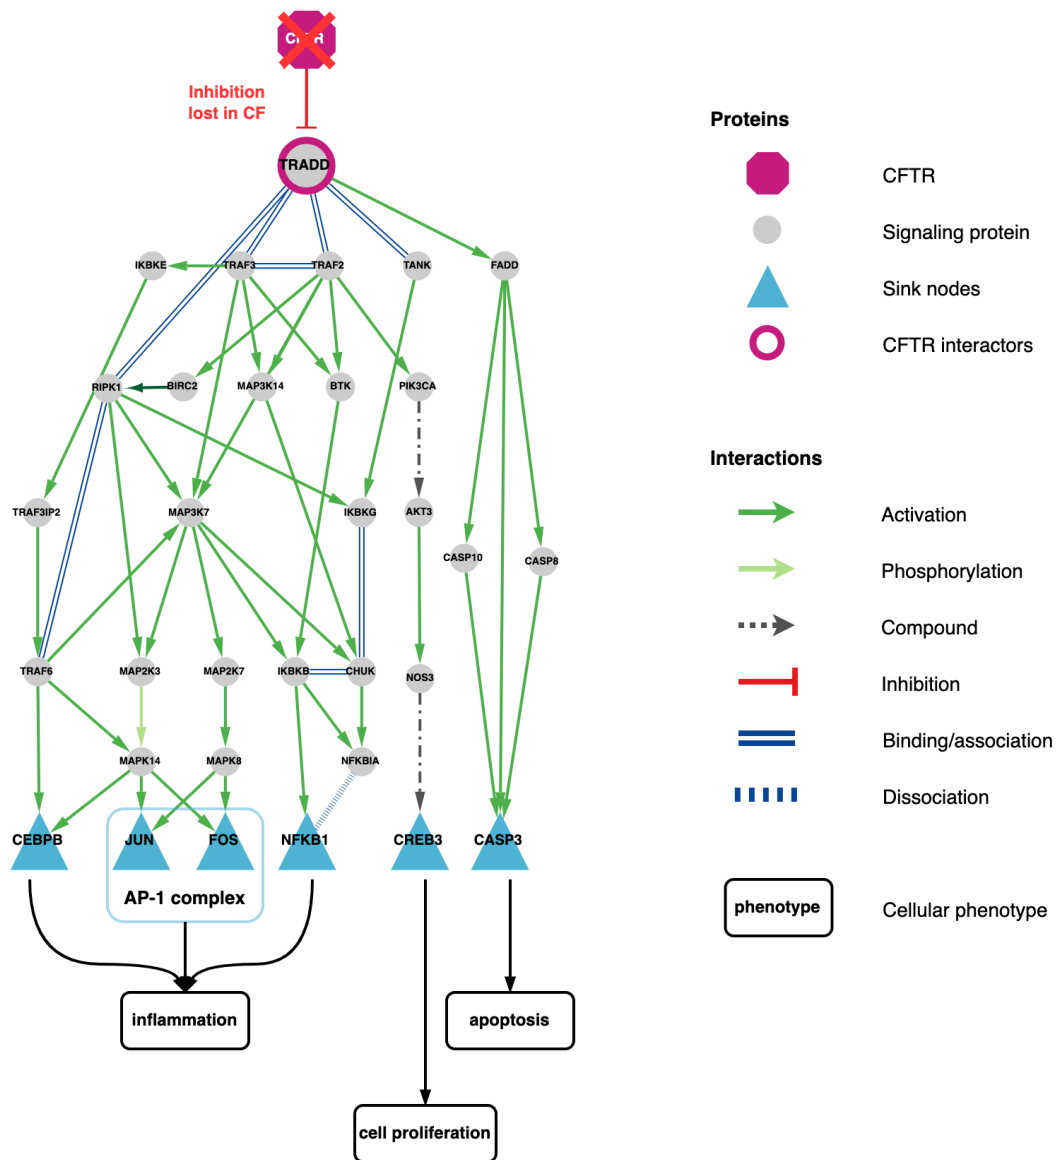 Inhibition
lost in CF
TRADD
IKBKE
TRAF3
TRAF2
TANK
FADD
RIPK1
BIRC2
MAP3K14
BTK
PIK3CA
TRAF3IP2
MAP3K7
IKBKG
AKT3
CASP10
CASP8
TRAF6
MAP2K3
MAP2K7
IKBKB
CHUK
NOS3
MAPK14
MAPK8
NFKBIA
CEBPB
JUN
FOS
NFKB1
CREB3
CASP3
AP-1 complex
inflammation
apoptosis
cell proliferation
Proteins
CFTR
Signaling protein
Sink nodes
CFTR interactors
Interactions
Activation
Phosphorylation
Compound
Inhibition
Binding/association
Dissociation
phenotype
Cellular phenotype